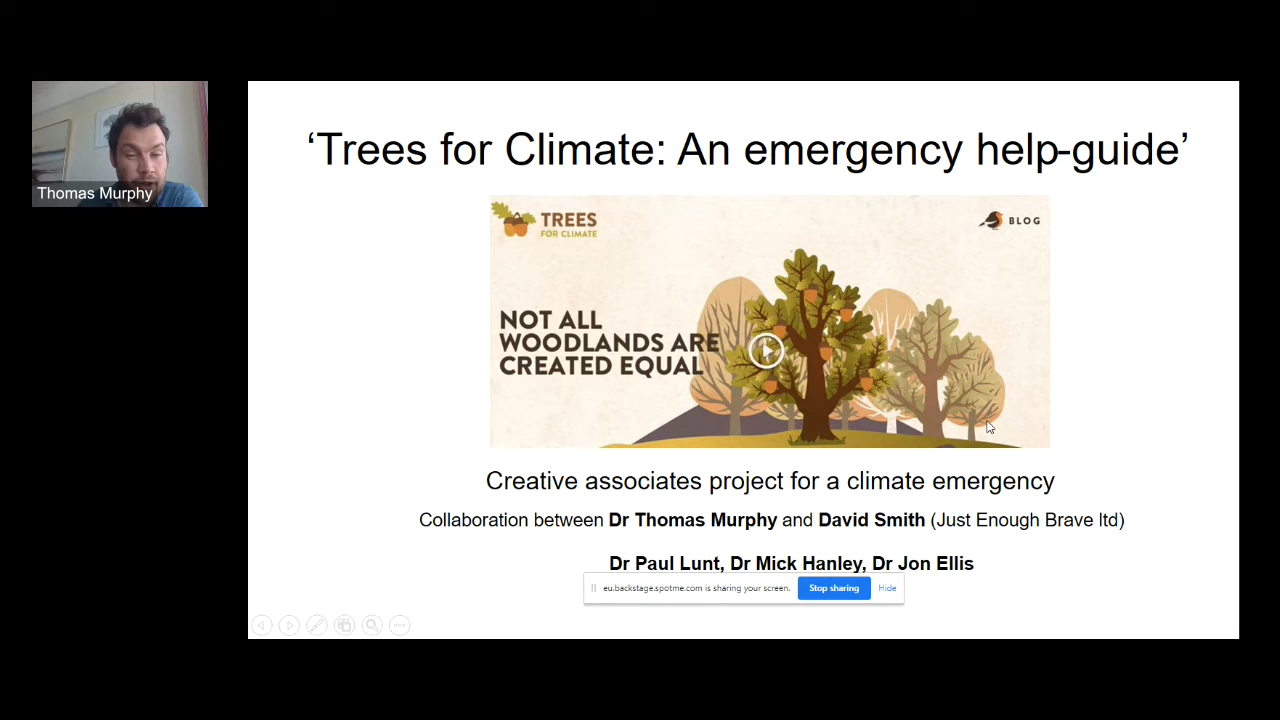 Thomas Murphy
‘Trees for Climate: An emergency help-guide’
TREES
FOR CLIMATE
BLOG
NOT ALL
WOODLANDS ARE
CREATED EQUAL
Creative associates project for a climate emergency
Collaboration between Dr Thomas Murphy and David Smith (Just Enough Brave ltd)
Dr Paul Lunt, Dr Mick Hanley, Dr Jon Ellis
eu.backstage.spotme.com is sharing your screen. Stop sharing Hide